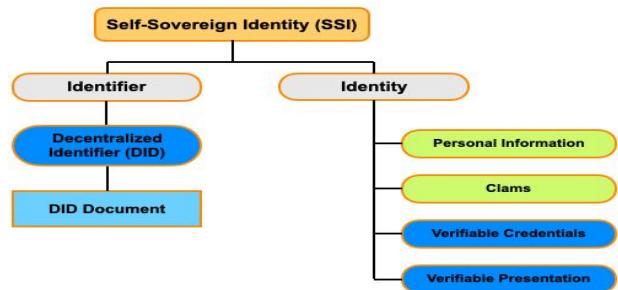 Self-Sovereign Identity (SSI)
Identifier
Identity
Decentralized
Identifier (DID)
DID Document
Personal Information
Clams
Verifiable Credentials
Verifiable Presentation